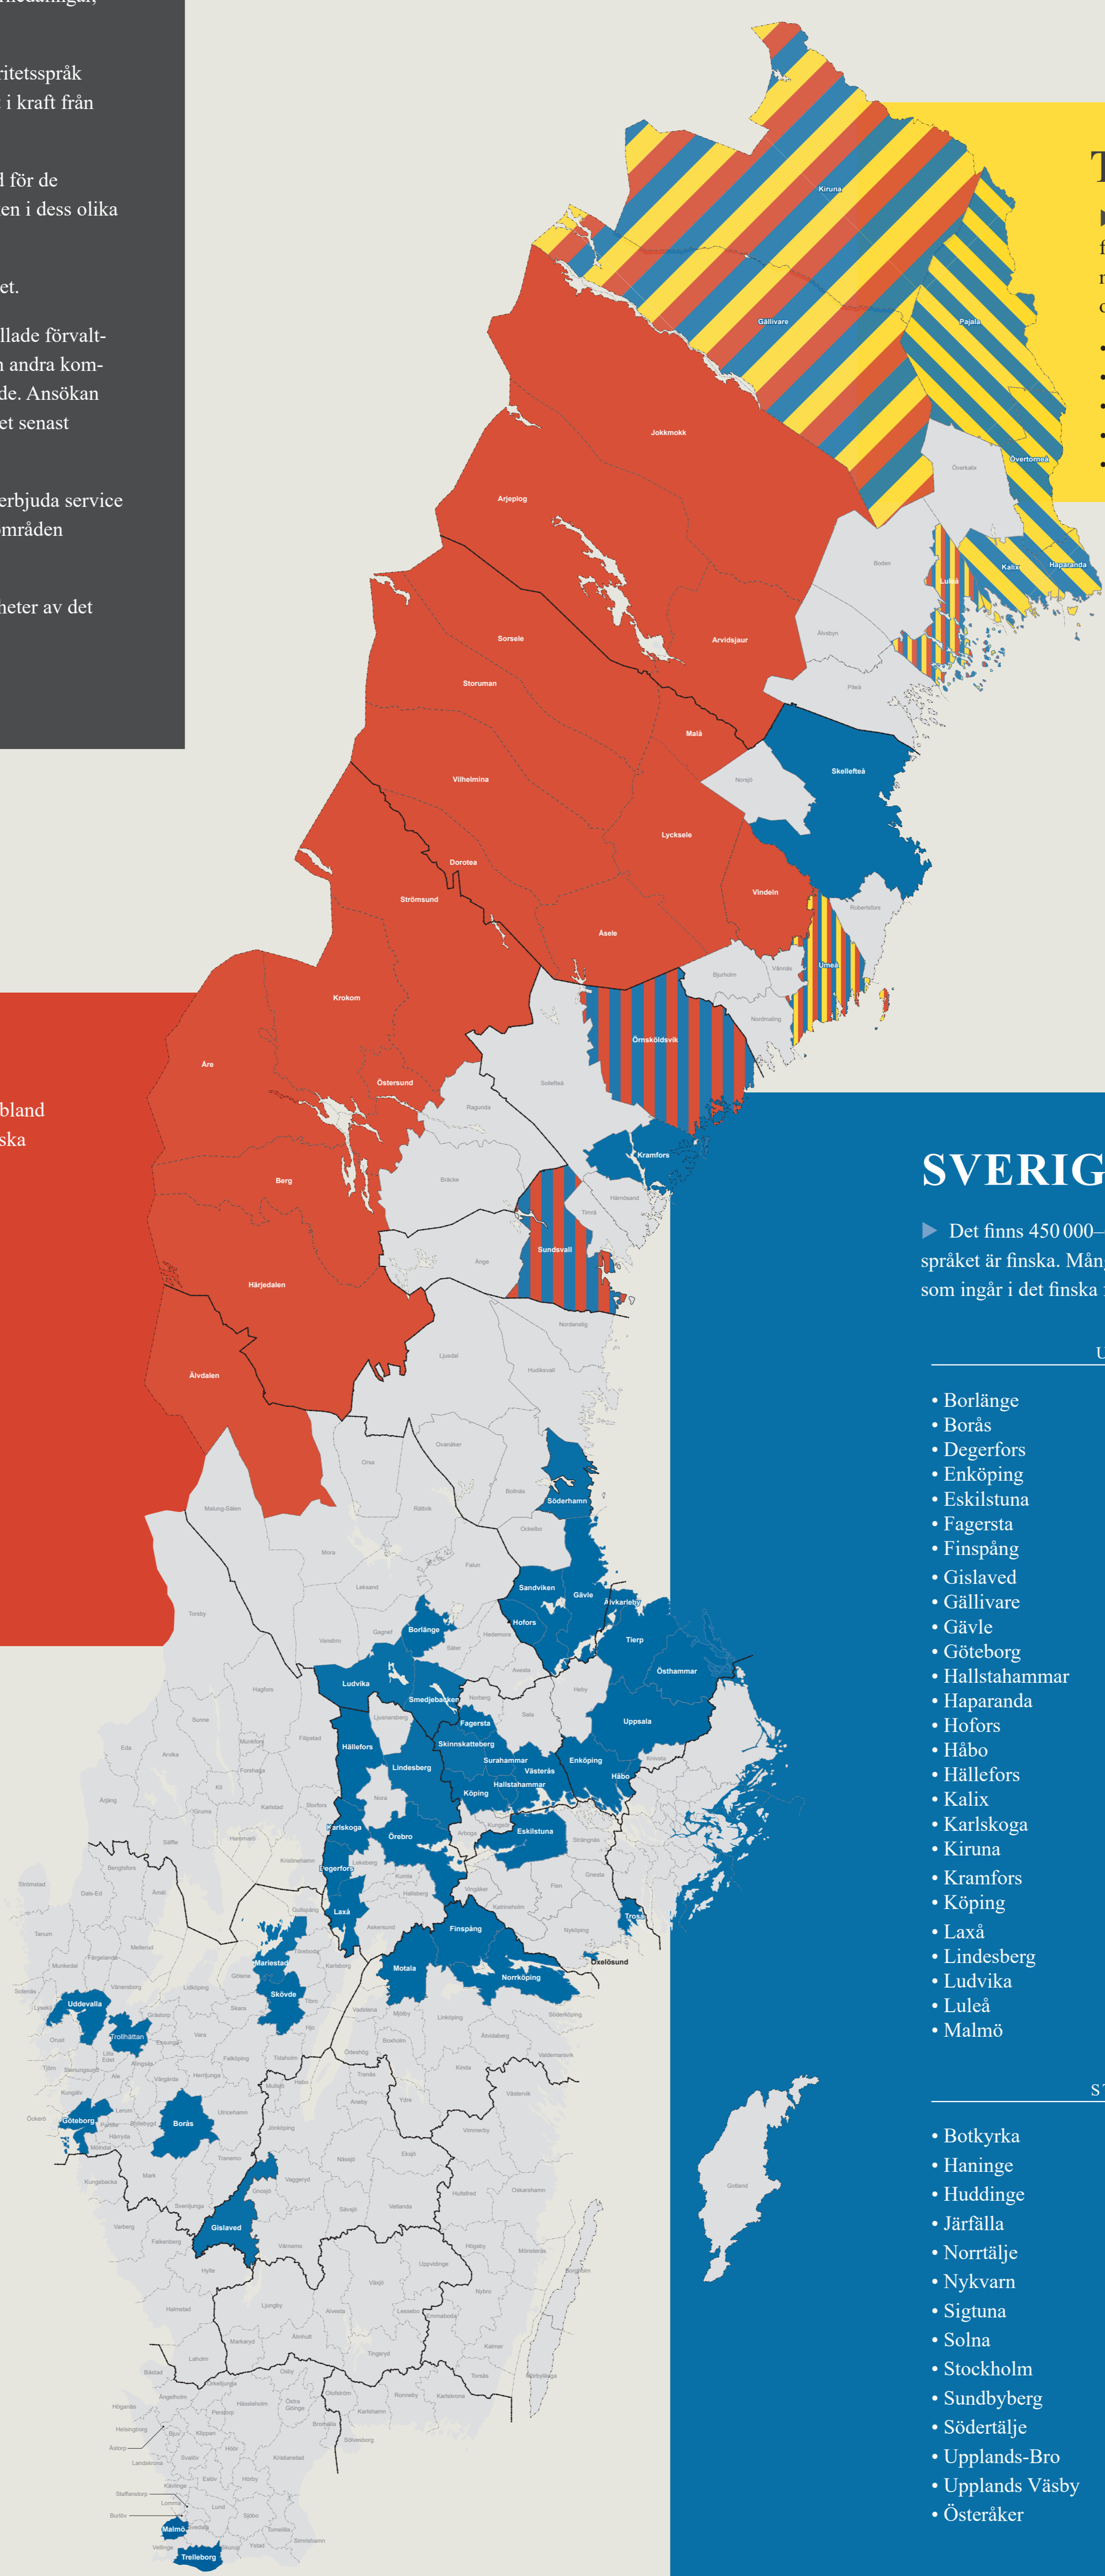 ritetsspråk
i kraft från
d för de
en i dess olika
et.
llade förvalt-
n andra kom-
de. Ansökan
et senast
erbjuda service
områden
heter av det
T
Kiruna
Gällivare
Pajala
Jokkmokk
Överkalix
Övertorneå
Arjeplog
Boden
Luleå
Kalix
Haparanda
Sorsele
Arvidsjaur
Älvsbyn
Storuman
Piteå
Malå
Skellefteå
Norsjö
Vilhelmina
Lycksele
Dorotea
Vindeln
Strömsund
Robertsfors
Åsele
Umeå
Vännäs
Bjurholm
Krokom
Nordmaling
Örnsköldsvik
Åre
Östersund
Sollefteå
Ragunda
bland
ska
Kramfors
Berg
Bräcke
Härnösand
Timrå
Sundsvall
Ånge
Härjedalen
Nordanstig
Ljusdal
Hudiksvall
Älvdalen
Ovanåker
Orsa
Bollnäs
Söderhamn
Malung-Sälen
Rättvik
Ockelbo
Mora
Falun
Leksand
Sandviken
Gävle
Älvkarleby
Torsby
Hofors
Borlänge
Gagnef
Hedemora
Vansbro
Tierp
Säter
Avesta
Östhammar
Ludvika
Hagfors
Heby
Smedjebacken
Norberg
Sala
Ljusnarsberg
Uppsala
Sunne
Fagersta
Filipstad
Munkfors
Skinnskatteberg
Hällefors
Eda
Arvika
Knivsta
Surahammar
Enköping
Lindesberg
Västerås
Forshaga
Håbo
Hallstahammar
Kil
Köping
Årjäng
Nora
Storfors
Karlstad
Grums
Kungsör
Karlskoga
Eskilstuna
Arboga
Örebro
Strängnäs
Hammarö
Säffle
Kristinehamn
Lekeberg
Degerfors
Bengtsfors
Gnesta
Kumla
Strömstad
Flen
Vingåker
Dals-Ed
Åmål
Hallsberg
Katrineholm
Gullspång
Laxå
Trosa
Askersund
Finspång
Nyköping
Tanum
Mellerud
Töreboda
Färgelanda
Oxelösund
Mariestad
Karlsborg
Munkedal
Motala
Götene
Norrköping
Vänersborg
Lidköping
Sotenäs
Skövde
Tibro
Uddevalla
Lysekil
Skara
Vadstena
Mjölby
Grästorp
Linköping
Söderköping
Hjo
Vara
Trollhättan
Åtvidaberg
Orust
Essunga
Boxholm
Lilla
Edet
Ödeshög
Valdemarsvik
Falköping
Tidaholm
Alingsås
Tjörn
Stenungsund
Kinda
Herrljunga
Tranås
Ale
Vårgårda
Habo
Mullsjö
Kungälv
Västervik
Ydre
Aneby
Lerum
Ulricehamn
Öckerö
Göteborg
Partille
Bollebygd
Borås
Jönköping
Vimmerby
Härryda
Mölndal
Eksjö
Tranemo
Nässjö
Mark
Vaggeryd
Kungsbacka
Gotland
Gnosjö
Hultsfred
Oskarshamn
Svenljunga
Sävsjö
Vetlanda
Varberg
Gislaved
Falkenberg
Värnamo
Högsby
Mönsterås
Uppvidinge
Hylte
Borgholm
Växjö
Nybro
Ljungby
Halmstad
Alvesta
Lessebo
Emmaboda
Älmhult
Markaryd
Kalmar
Tingsryd
Laholm
Båstad
Osby
Torsås
Mörbylånga
Örkelljunga
Olofström
Ronneby
Karlskrona
Ängelholm
Hässleholm
Östra
Göinge
Höganäs
Perstorp
Karlshamn
Helsingborg
Bjuv
Klippan
Bromölla
Sölvesborg
Åstorp
Höör
Svalöv
Kristianstad
Landskrona
Eslöv
Hörby
Kävlinge
Staffanstorp
Lomma
Lund
Burlöv
Sjöbo
Malmö
Svedala
Tomelilla
Simrishamn
Vellinge
Skurup
Ystad
Trelleborg
SVERIG
Det finns 450 000–
språket är finska. Mång
som ingår i det finska
U
• Borlänge
• Borås
• Degerfors
• Enköping
• Eskilstuna
• Fagersta
• Finspång
• Gislaved
• Gällivare
• Gävle
• Göteborg
• Hallstahammar
• Haparanda
• Hofors
• Håbo
• Hällefors
• Kalix
• Karlskoga
• Kiruna
• Kramfors
• Köping
• Laxå
• Lindesberg
• Ludvika
• Luleå
• Malmö
ST
• Botkyrka
• Haninge
• Huddinge
• Järfälla
• Norrtälje
• Nykvarn
• Sigtuna
• Solna
• Stockholm
• Sundbyberg
• Södertälje
• Upplands-Bro
• Upplands Väsby
• Österåker